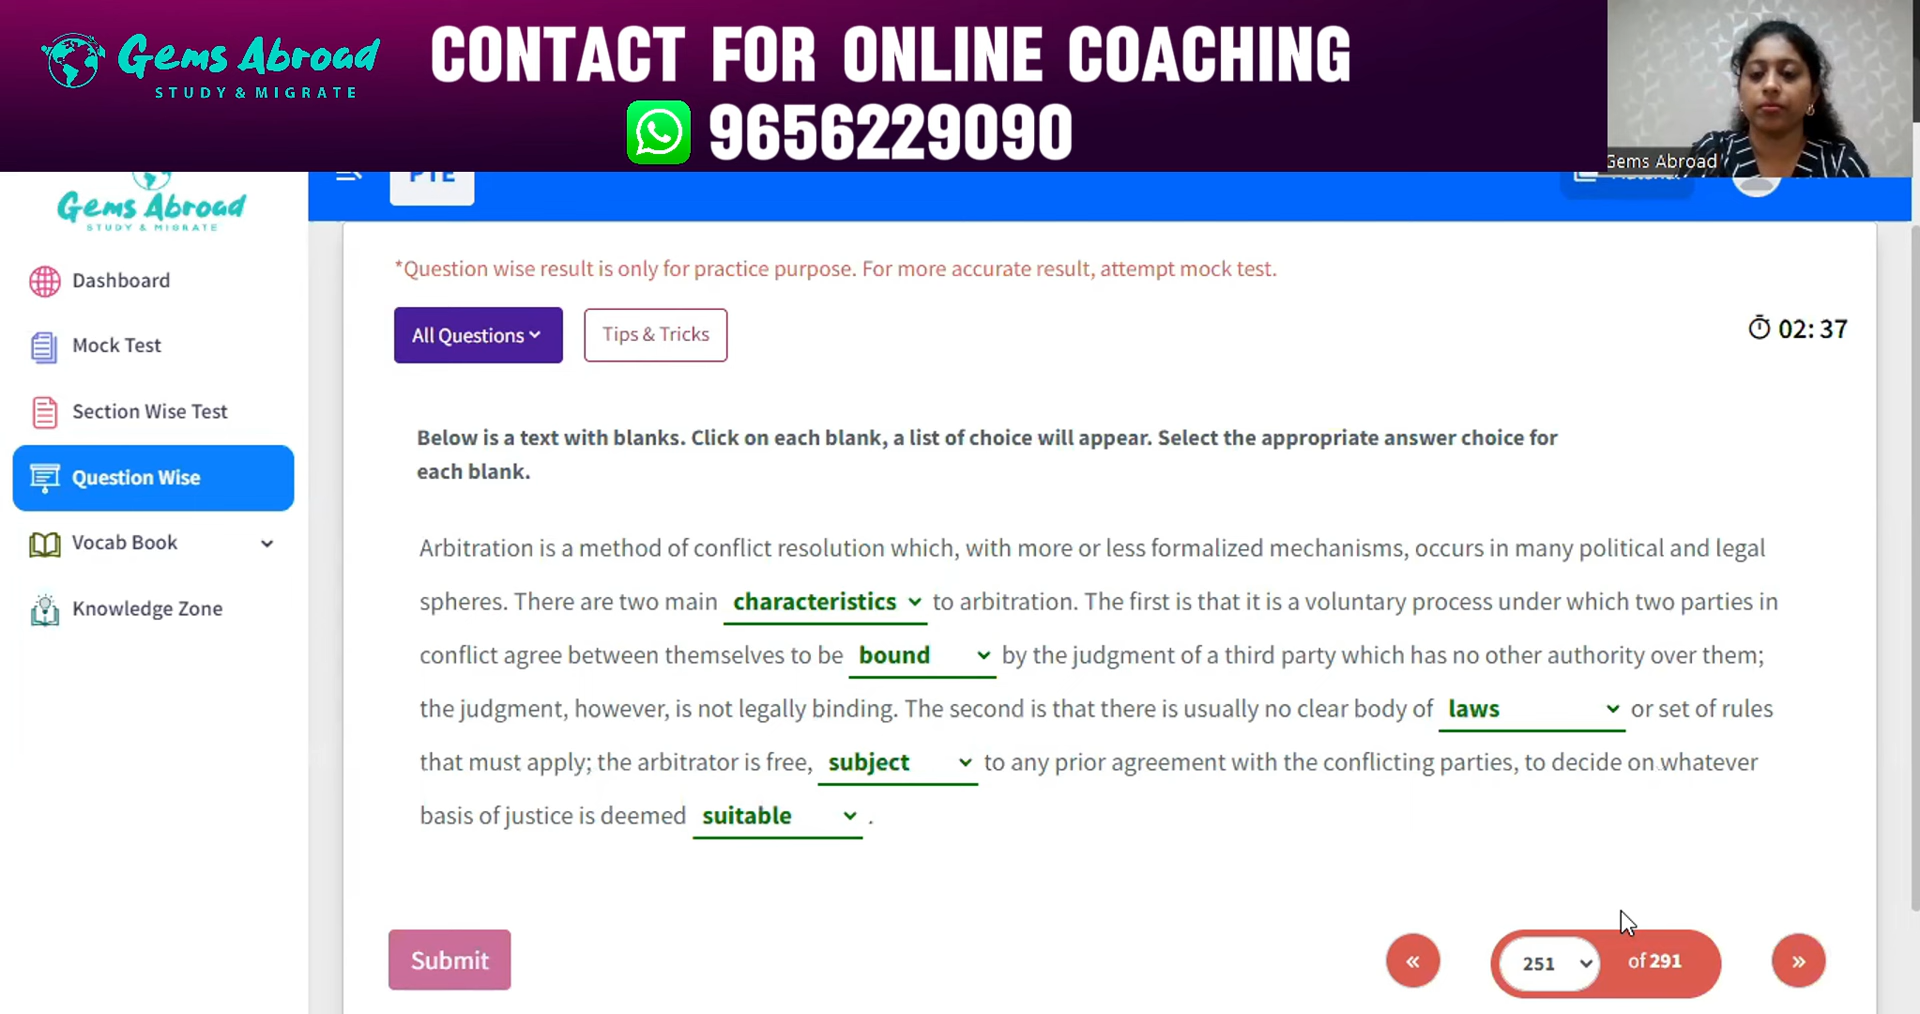 Gems Abroad
STUDY & MIGRATE
CONTACT FOR ONLINE COACHING
9656229090
Gems Abroad
Gems Abroad
STUDY & MIGRATE
PTE
Dashboard
Mock Test
Section Wise Test
Question Wise
Vocab Book
Knowledge Zone
*Question wise result is only for practice purpose. For more accurate result, attempt mock test.
All Questions
Tips & Tricks
02: 37
Below is a text with blanks. Click on each blank, a list of choice will appear. Select the appropriate answer choice for
each blank.
Arbitration is a method of conflict resolution which, with more or less formalized mechanisms, occurs in many political and legal
spheres. There are two main characteristics to arbitration. The first is that it is a voluntary process under which two parties in
conflict agree between themselves to be bound by the judgment of a third party which has no other authority over them;
the judgment, however, is not legally binding. The second is that there is usually no clear body of laws or set of rules
that must apply; the arbitrator is free, subject to any prior agreement with the conflicting parties, to decide on whatever
basis of justice is deemed suitable .
Submit
«
251 of 291
»